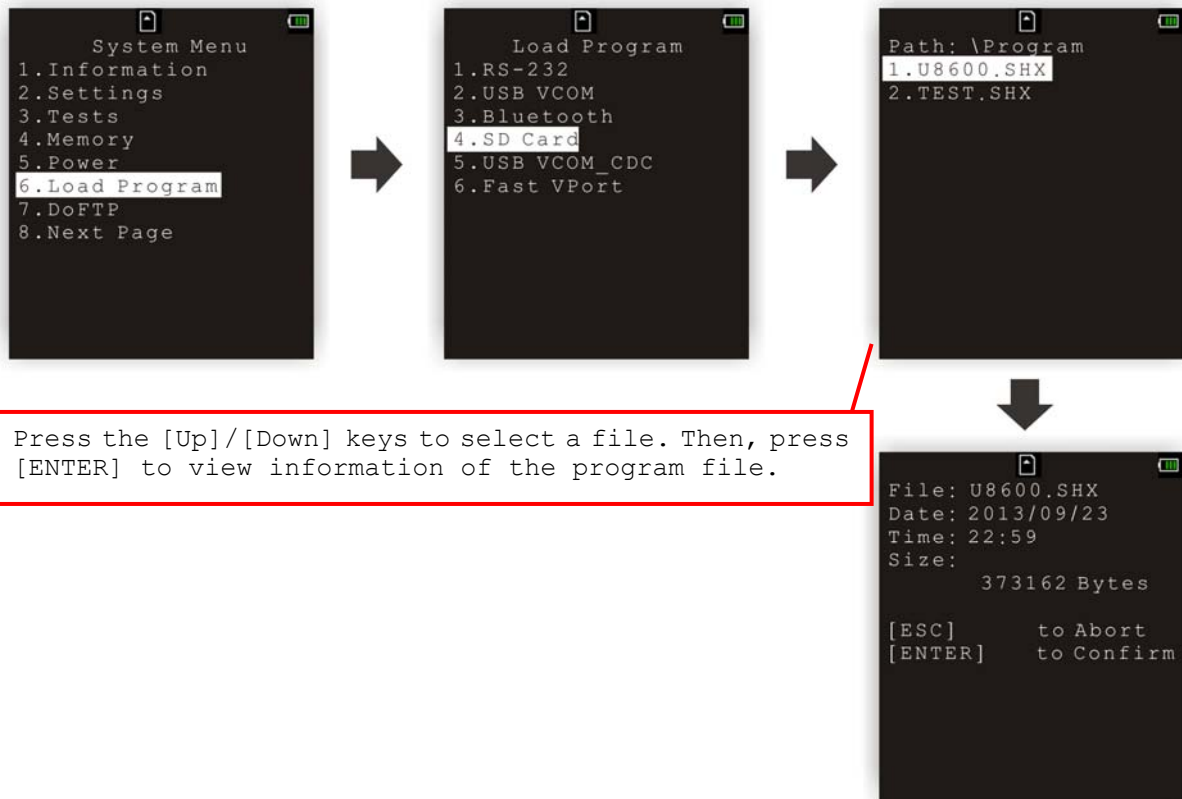 System Menu
1.Information
2.Settings
3.Tests
4.Memory
5.Power
6.Load Program
7.DoFTP
8.Next Page
Load Program
1.RS-232
2.USB VCOM
3.Bluetooth
4.SD Card
5.USB VCOM_CDC
6.Fast VPort
Path: \Program
1.U8600.SHX
2.TEST.SHX
Press the [Up]/[Down] keys to select a file. Then, press
[ENTER] to view information of the program file.
File: U8600.SHX
Date: 2013/09/23
Time: 22:59
Size:
373162 Bytes
[ESC] to Abort
[ENTER] to Confirm